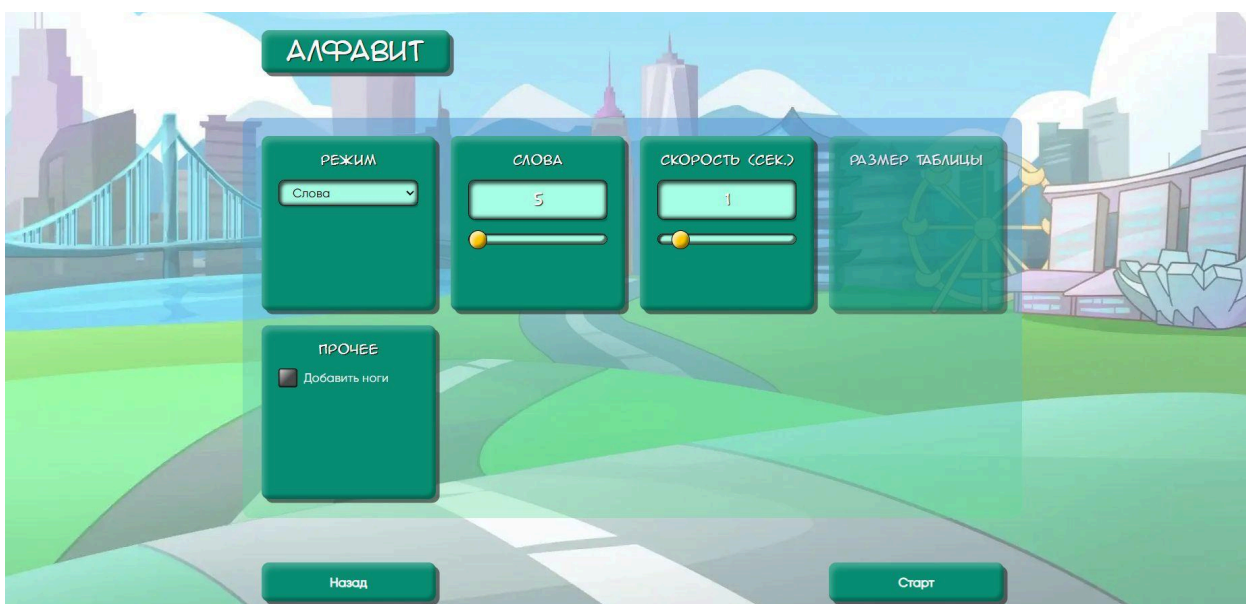 АЛФАВИТ
РЕЖИМ
Слова
СЛОВА
5
СКОРОСТЬ (СЕК.)
1
РАЗМЕР ТАБЛИЦЫ
ПРОЧЕЕ
Добавить ноги
Назад
Старт